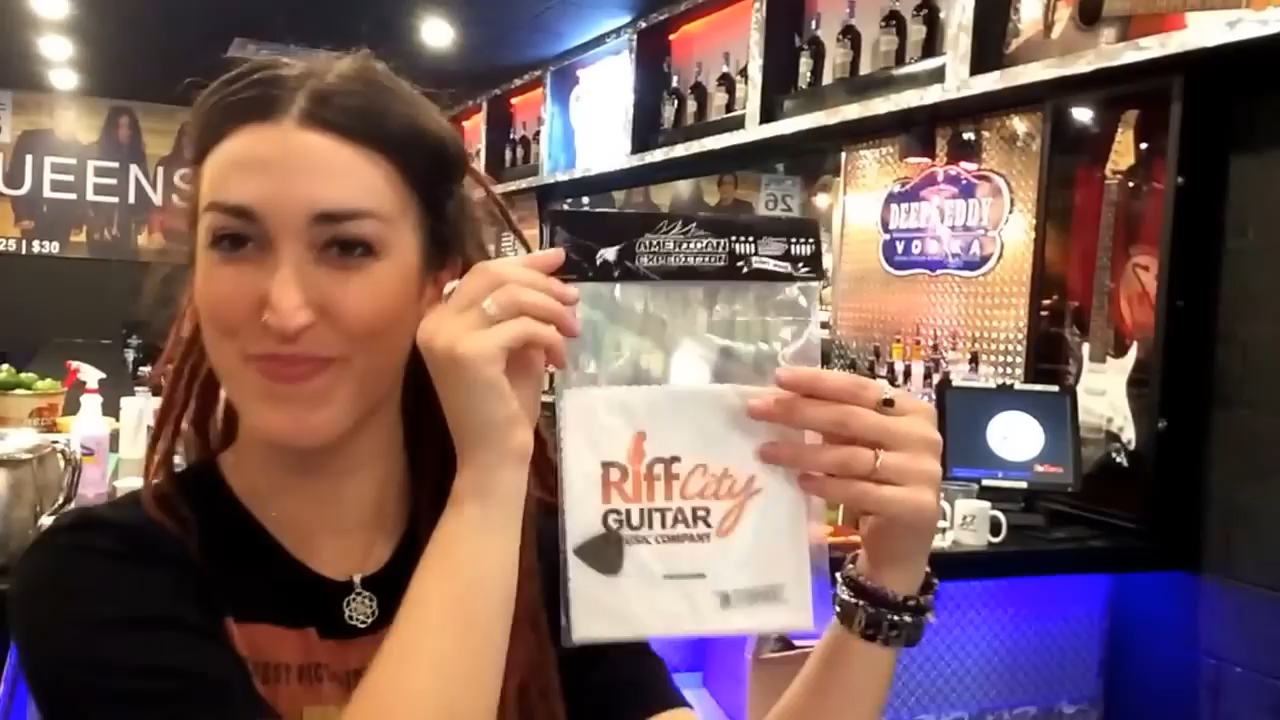 UEENS
25 | $30
AMERICAN
EXPEDITION
26
DEEP EDDY
VODKA
Riff City
GUITAR
MUSIC COMPANY